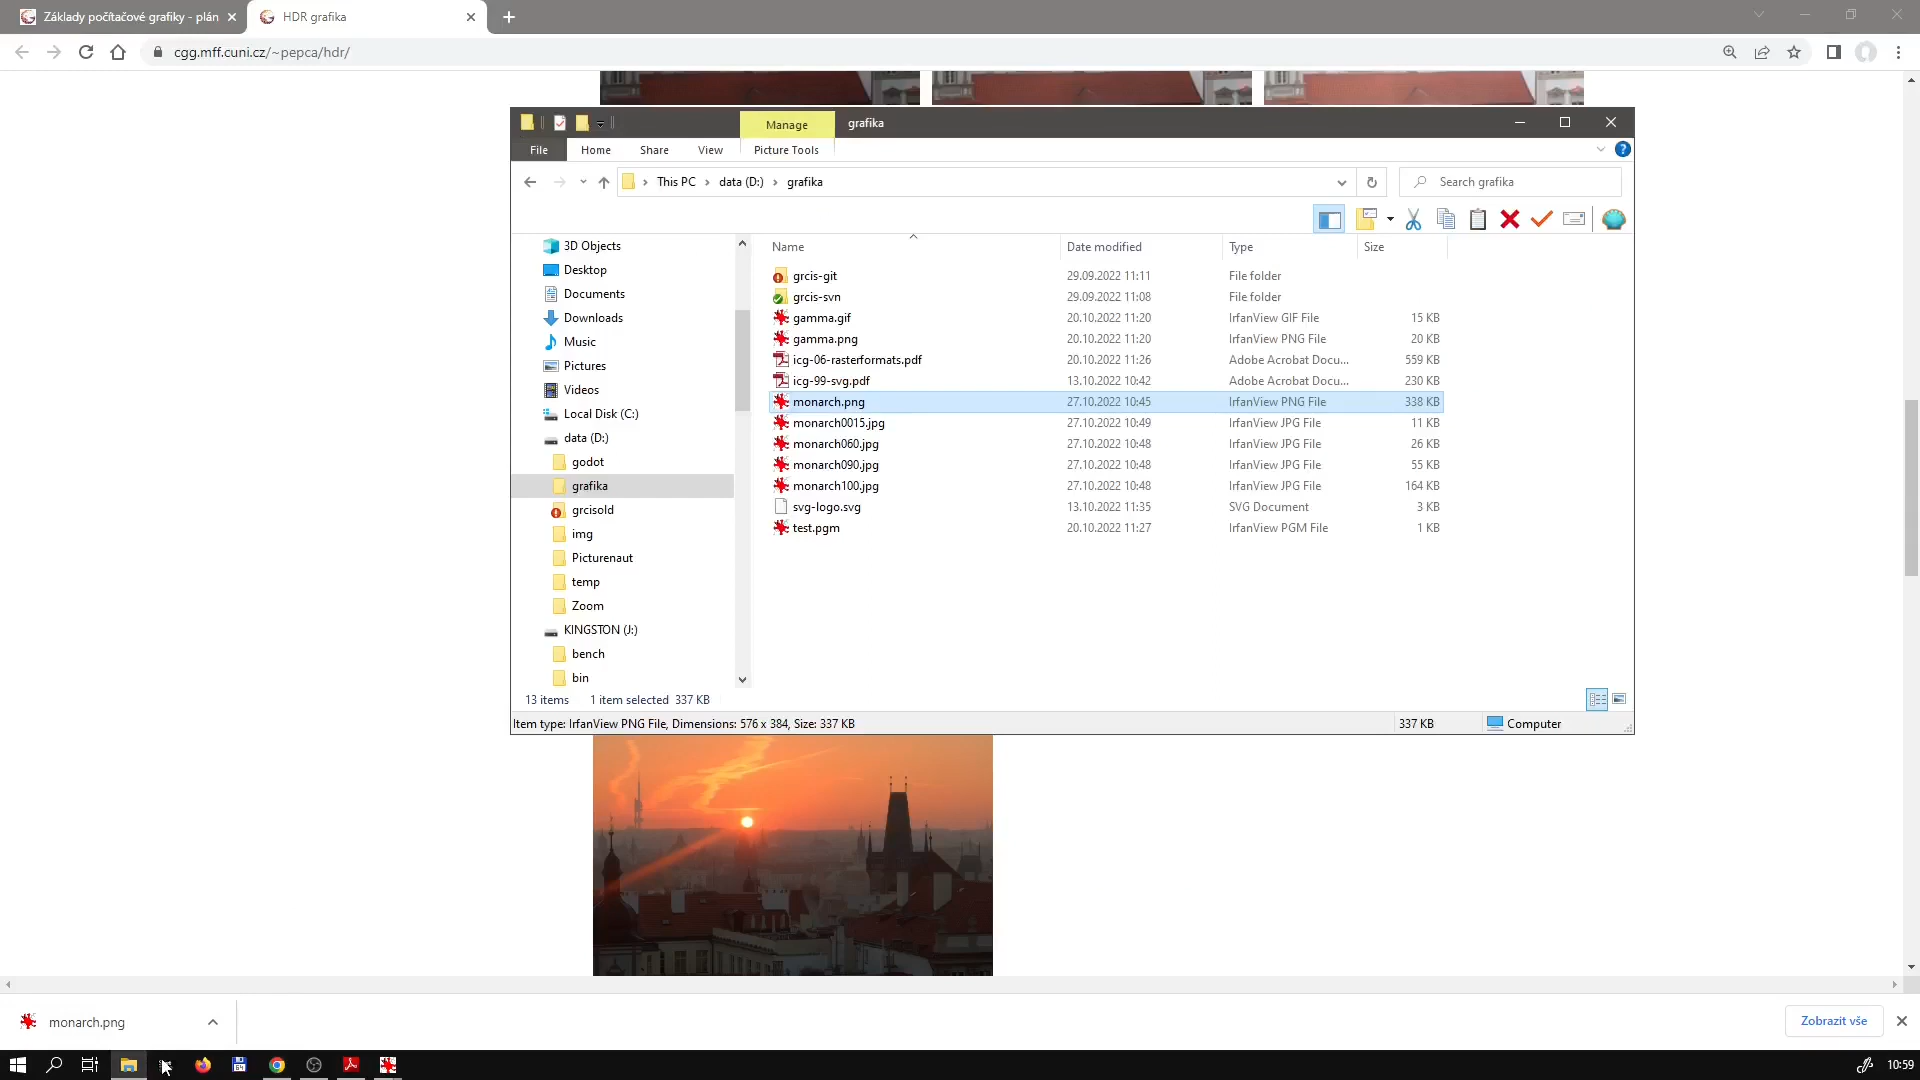 Základy počítačové grafiky - plán
HDR grafika
cgg.mff.cuni.cz/~pepca/hdr/
Manage
grafika
File
Home
Share
View
Picture Tools
This PC
data (D:)
grafika
Search grafika
3D Objects
Desktop
Documents
Downloads
Music
Pictures
Videos
Local Disk (C:)
data (D:)
godot
grafika
grcisold
img
Picturenaut
temp
Zoom
KINGSTON (J:)
bench
bin
Name Date modified Type Size
grcis-git 29.09.2022 11:11 File folder
grcis-svn 29.09.2022 11:08 File folder
gamma.gif 20.10.2022 11:20 IrfanView GIF File 15 KB
gamma.png 20.10.2022 11:20 IrfanView PNG File 20 KB
icg-06-rasterformats.pdf 20.10.2022 11:26 Adobe Acrobat Docu... 559 KB
icg-99-svg.pdf 13.10.2022 10:42 Adobe Acrobat Docu... 230 KB
monarch.png 27.10.2022 10:45 IrfanView PNG File 338 KB
monarch0015.jpg 27.10.2022 10:49 IrfanView JPG File 11 KB
monarch060.jpg 27.10.2022 10:48 IrfanView JPG File 26 KB
monarch090.jpg 27.10.2022 10:48 IrfanView JPG File 55 KB
monarch100.jpg 27.10.2022 10:48 IrfanView JPG File 164 KB
svg-logo.svg 13.10.2022 11:35 SVG Document 3 KB
test.pgm 20.10.2022 11:27 IrfanView PGM File 1 KB
13 items 1 item selected 337 KB
Item type: IrfanView PNG File, Dimensions: 576 x 384, Size: 337 KB
337 KB
Computer
monarch.png
Zobrazit vše
10:59